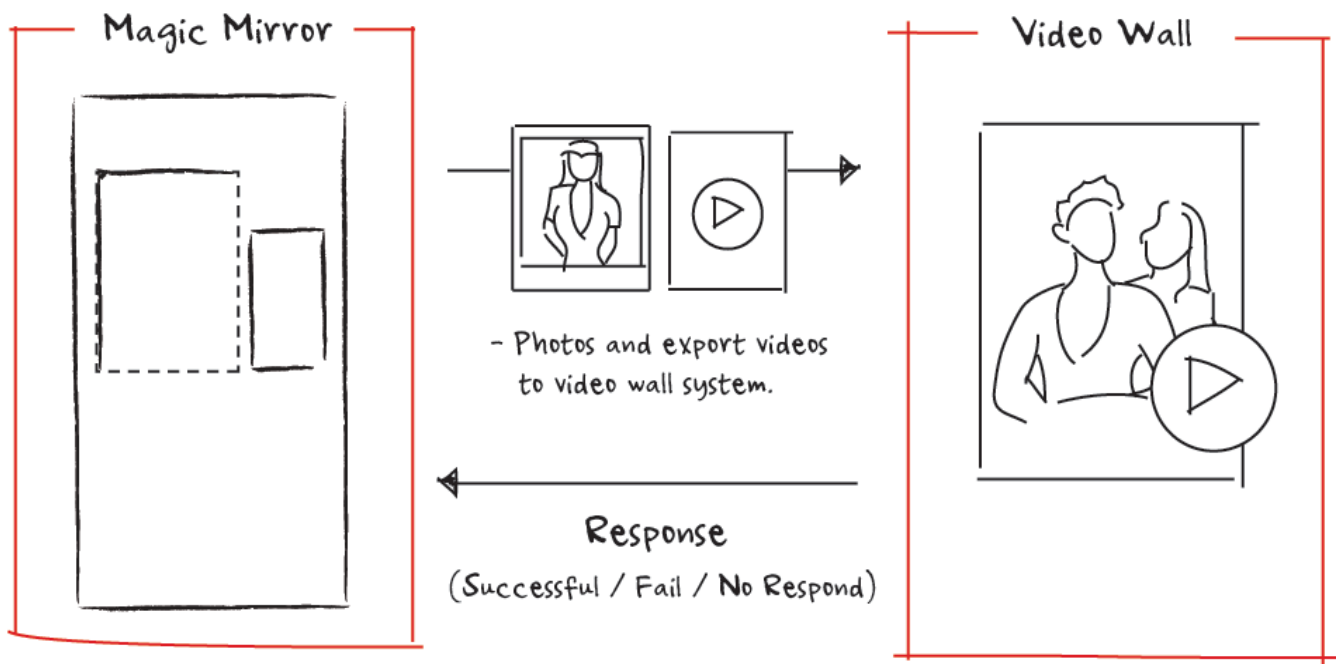 Magic Mirror
Video Wall
- Photos and export videos
to video wall system.
Response
(Successful / Fail / No Respond)